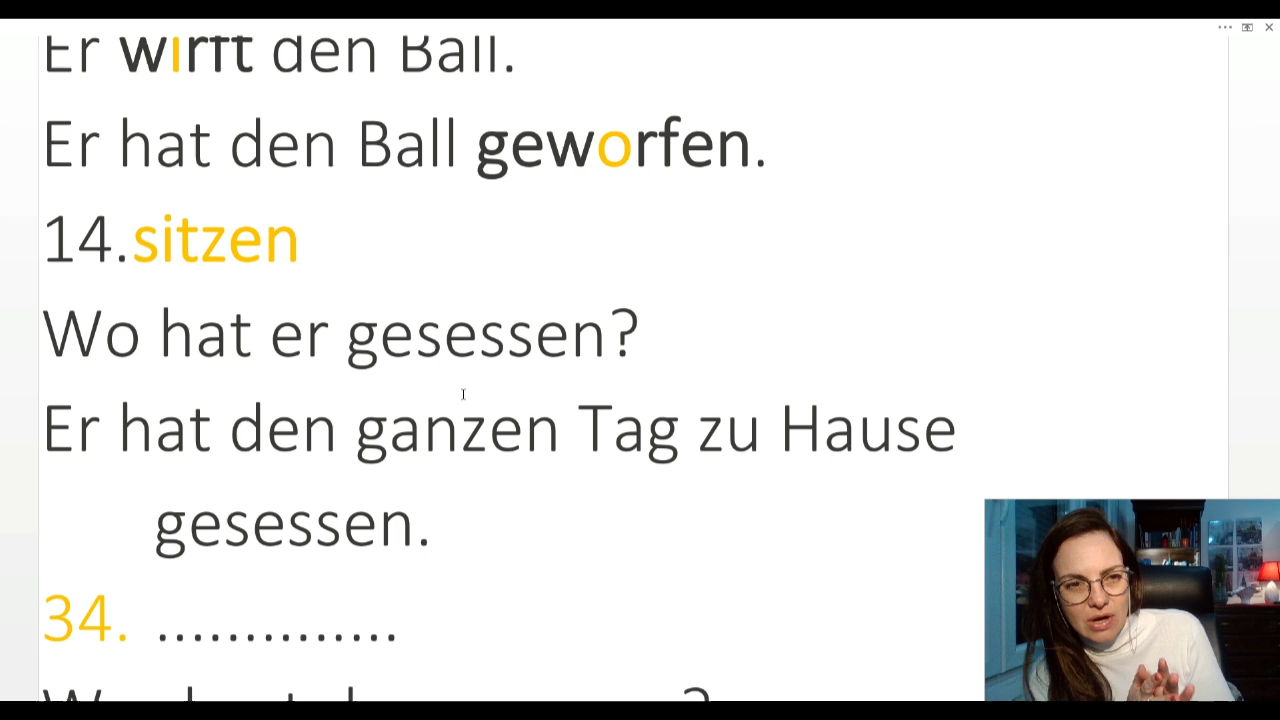 Er wirft den Ball.
Er hat den Ball geworfen.
14.sitzen
Wo hat er gesessen?
Er hat den ganzen Tag zu Hause
gesessen.
34. ..............